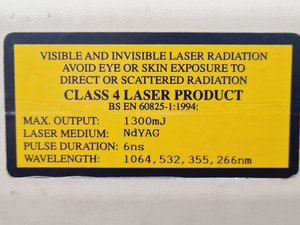 VISIBLE AND INVISIBLE LASER RADIATION
AVOID EYE OR SKIN EXPOSURE TO
DIRECT OR SCATTERED RADIATION
CLASS 4 LASER PRODUCT
BS EN 60825-1:1994:
MAX. OUTPUT: 1300mJ
LASER MEDIUM: NdYAG
PULSE DURATION: 6ns
WAVELENGTH: 1064,532,355,266nm